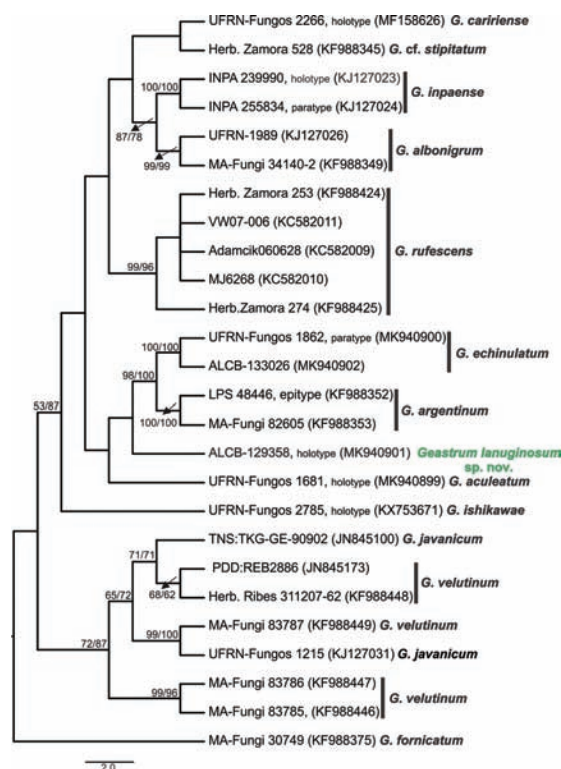 UFRN-Fungos 2266, holotype (MF158626) G. caririense
Herb. Zamora 528 (KF988345) G. cf. stipitatum
INPA 239990, holotype (KJ127023)
100/100
G. inpaense
INPA 255834, paratype (KJ127024)
87/78
UFRN-1989 (KJ127026)
G. albonigrum
99/99
MA-Fungi 34140-2 (KF988349)
Herb. Zamora 253 (KF988424)
VW07-006 (KC582011)
Adamcik060628 (KC582009)
G. rufescens
99/96
MJ6268 (KC582010)
Herb.Zamora 274 (KF988425)
UFRN-Fungos 1862, paratype (MK940900)
100/100
G. echinulatum
ALCB-133026 (MK940902)
98/100
LPS 48446, epitype (KF988352)
G. argentinum
100/100
MA-Fungi 82605 (KF988353)
53/87
ALCB-129358, holotype (MK940901) Geastrum lanuginosum
sp. nov.
UFRN-Fungos 1681, holotype (MK940899) G. aculeatum
UFRN-Fungos 2785, holotype (KX753671) G. ishikawae
TNS:TKG-GE-90902 (JN845100) G. javanicum
71/71
PDD:REB2886 (JN845173)
G. velutinum
68/62
Herb. Ribes 311207-62 (KF988448)
65/72
MA-Fungi 83787 (KF988449) G. velutinum
99/100
UFRN-Fungos 1215 (KJ127031) G. javanicum
72/87
MA-Fungi 83786 (KF988447)
99/96
G. velutinum
MA-Fungi 83785, (KF988446)
MA-Fungi 30749 (KF988375) G. fornicatum
2.0